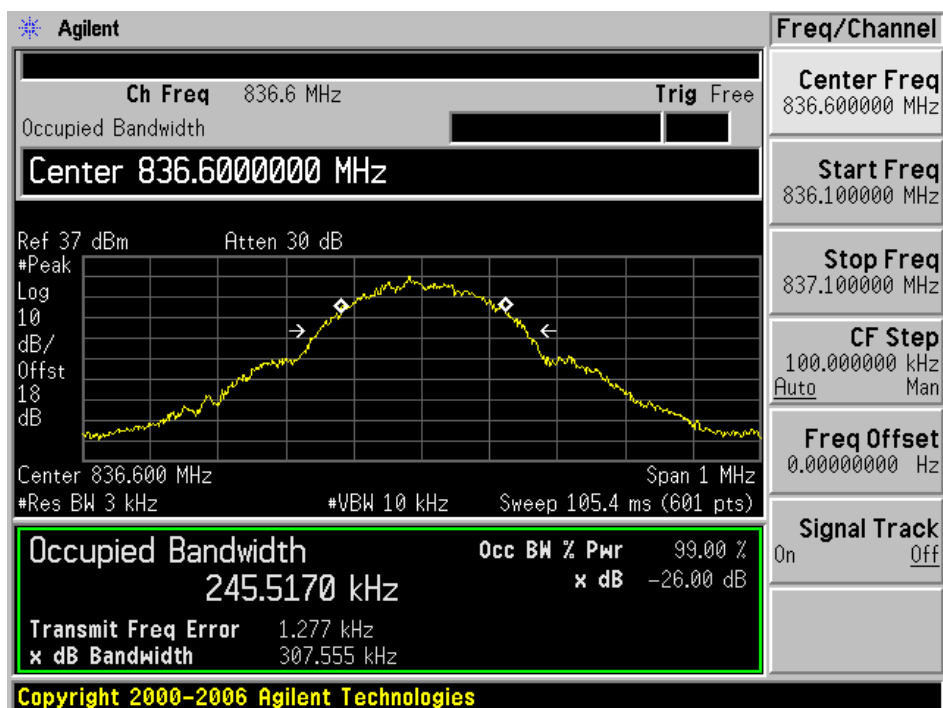 Agilent
Freq/Channel
Ch Freq 836.6 MHz Trig Free
Occupied Bandwidth
Center 836.6000000 MHz
Ref 37 dBm Atten 30 dB
#Peak
Log
10
dB/
Offst
18
dB
Center 836.600 MHz Span 1 MHz
#Res BW 3 kHz #VBW 10 kHz Sweep 105.4 ms (601 pts)
Occupied Bandwidth
245.5170 kHz
Occ BW % Pwr 99.00 %
x dB -26.00 dB
Transmit Freq Error 1.277 kHz
x dB Bandwidth 307.555 kHz
Center Freq
836.600000 MHz
Start Freq
836.100000 MHz
Stop Freq
837.100000 MHz
CF Step
100.000000 kHz
Auto Man
Freq Offset
0.00000000 Hz
Signal Track
On Off
Copyright 2000-2006 Agilent Technologies